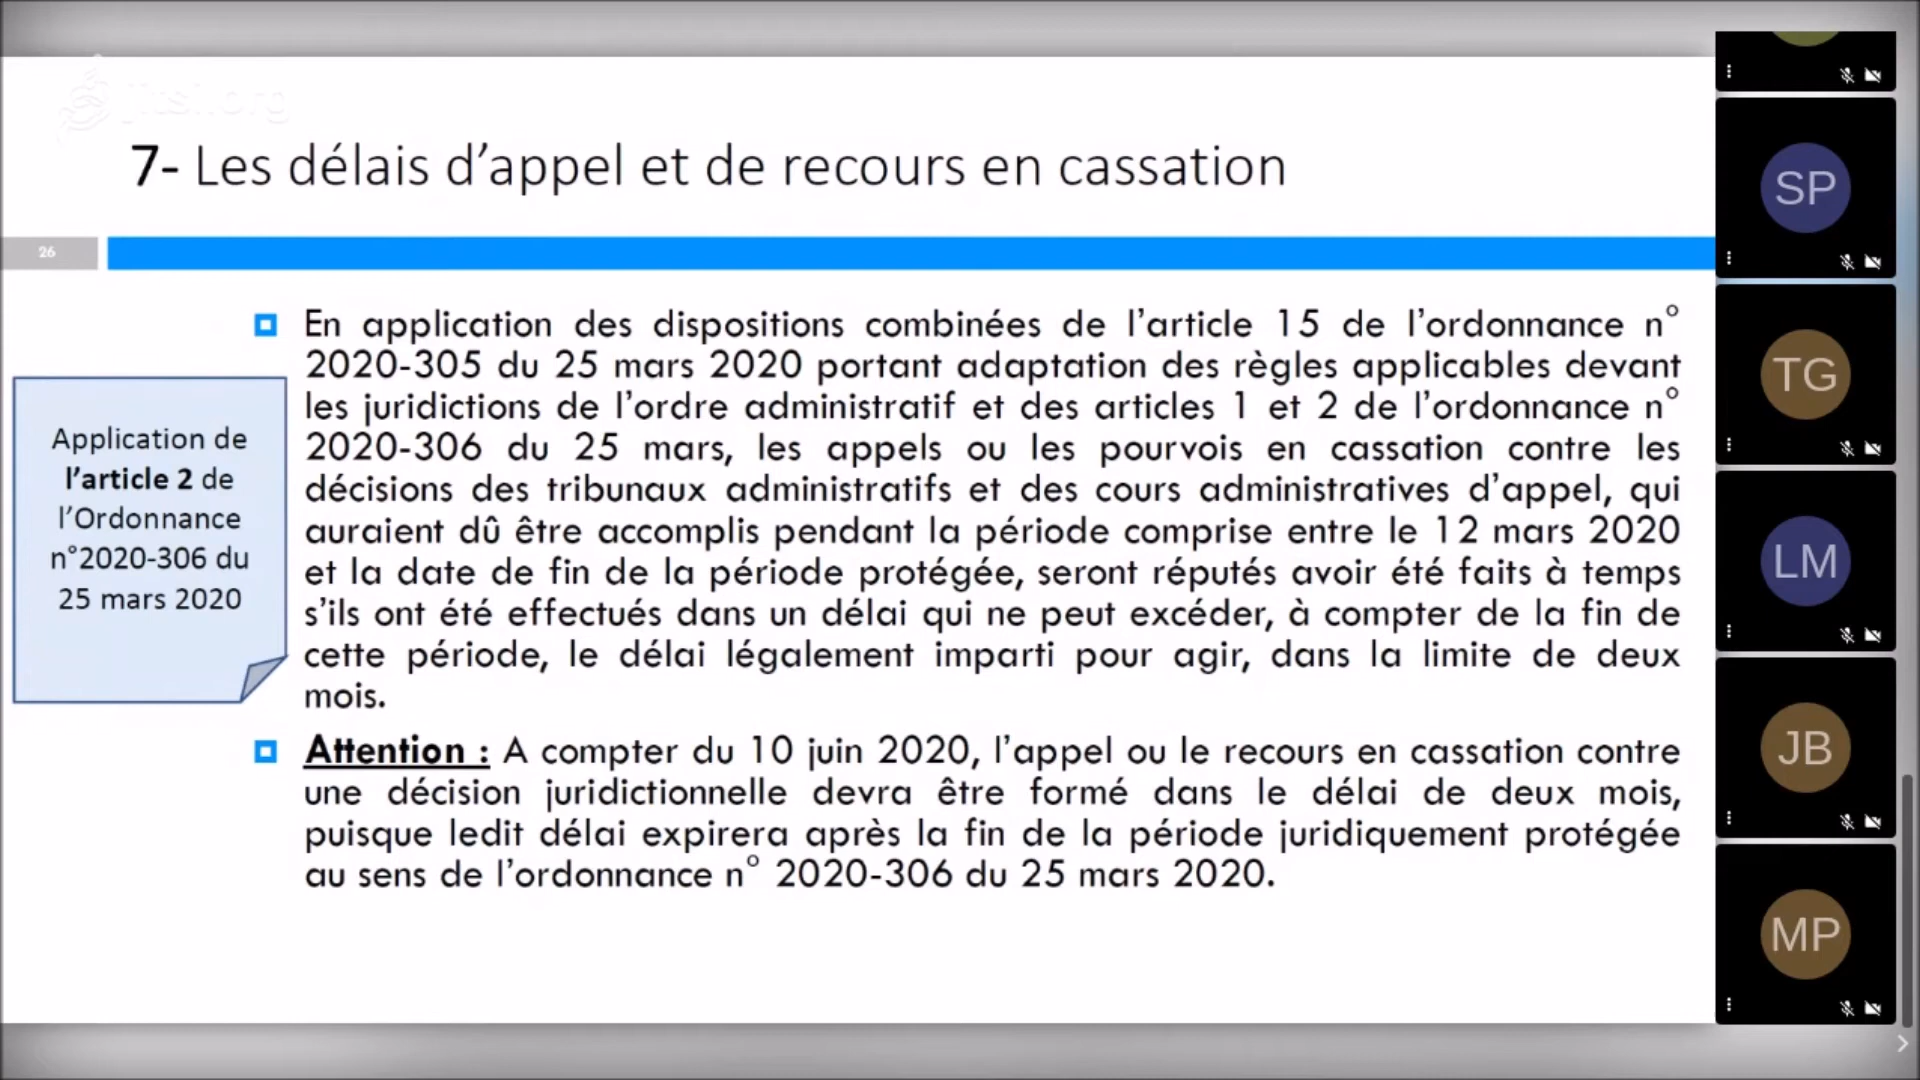 jitsi.org
7- Les délais d’appel et de recours en cassation
26
Application de
l’article 2 de
l’Ordonnance
n°2020-306 du
25 mars 2020
En application des dispositions combinées de l’article 15 de l’ordonnance n°
2020-305 du 25 mars 2020 portant adaptation des règles applicables devant
les juridictions de l’ordre administratif et des articles 1 et 2 de l’ordonnance n°
2020-306 du 25 mars, les appels ou les pourvois en cassation contre les
décisions des tribunaux administratifs et des cours administratives d’appel, qui
auraient dû être accomplis pendant la période comprise entre le 12 mars 2020
et la date de fin de la période protégée, seront réputés avoir été faits à temps
s’ils ont été effectués dans un délai qui ne peut excéder, à compter de la fin de
cette période, le délai légalement imparti pour agir, dans la limite de deux
mois.
Attention : A compter du 10 juin 2020, l’appel ou le recours en cassation contre
une décision juridictionnelle devra être formé dans le délai de deux mois,
puisque ledit délai expirera après la fin de la période juridiquement protégée
au sens de l’ordonnance n° 2020-306 du 25 mars 2020.
SP
TG
LM
JB
MP